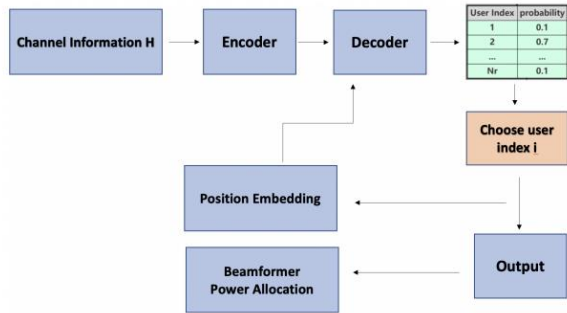 Channel Information H
Encoder
Decoder
User Index probability
1 0.1
2 0.7
... ...
Nr 0.1
Choose user
index i
Position Embedding
Output
Beamformer
Power Allocation